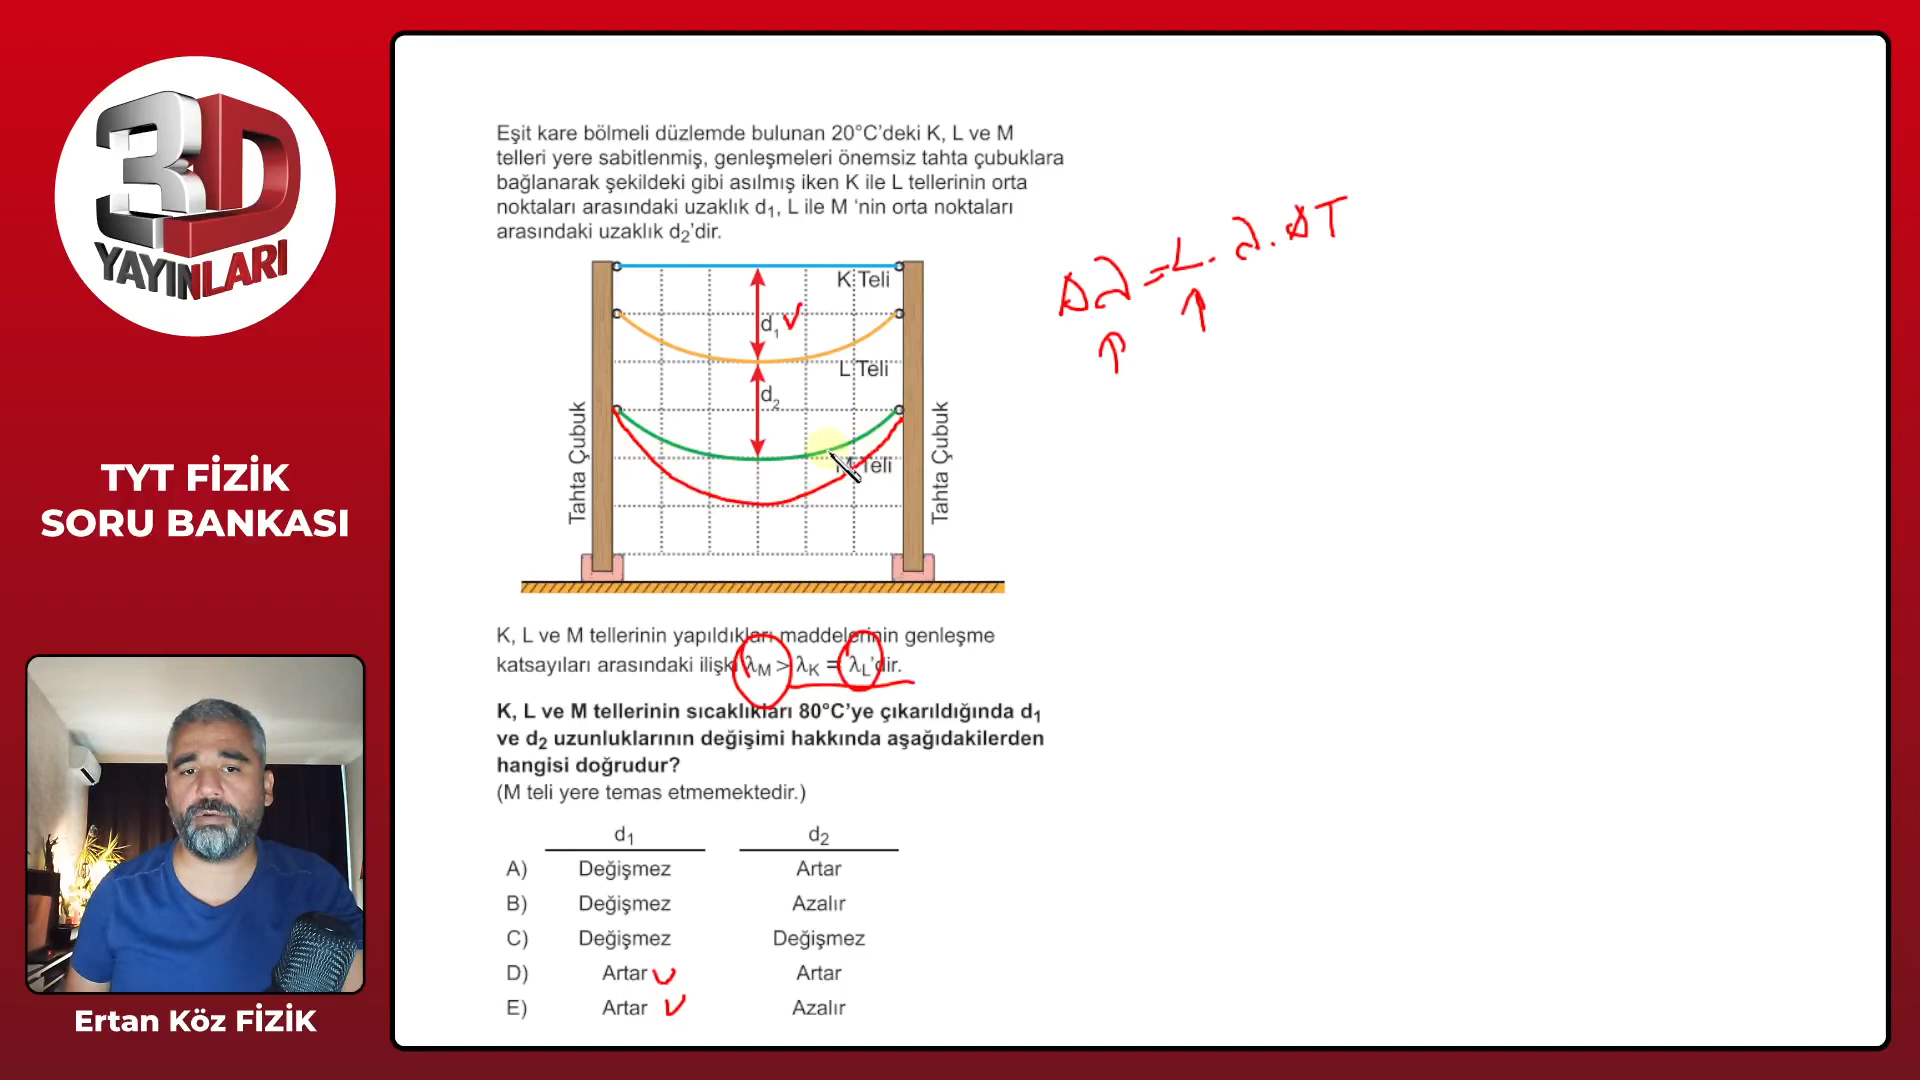 3D
YAYINLARI
TYT FİZİK
SORU BANKASI
Ertan Köz FİZİK
Eşit kare bölmeli düzlemde bulunan 20°C'deki K, L ve M
telleri yere sabitlenmiş, genleşmeleri önemsiz tahta çubuklara
bağlanarak şekildeki gibi asılmış iken K ile L tellerinin orta
noktaları arasındaki uzaklık d₁, L ile M 'nin orta noktaları
arasındaki uzaklık d₂'dir.
K Teli
d₁
L Teli
d₂
M Teli
Tahta Çubuk
Tahta Çubuk
Δλ = L. λ. ΔT
K, L ve M tellerinin yapıldıkları maddelerinin genleşme
katsayıları arasındaki ilişki λM > λK = λL'dir.
K, L ve M tellerinin sıcaklıkları 80°C'ye çıkarıldığında d₁
ve d₂ uzunluklarının değişimi hakkında aşağıdakilerden
hangisi doğrudur?
(M teli yere temas etmemektedir.)
d₁ d₂
A) Değişmez Artar
B) Değişmez Azalır
C) Değişmez Değişmez
D) Artar Artar
E) Artar Azalır